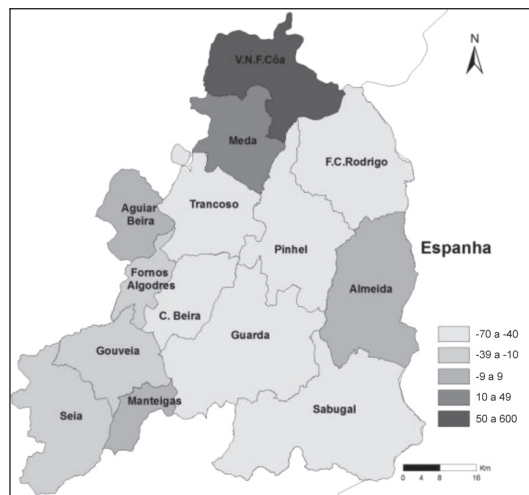 V.N.F.Côa
N
Meda
F.C.Rodrigo
Aguiar
Beira
Trancoso
Pinhel
Espanha
Fornos
Algodres
Almeida
C. Beira
Guarda
Gouveia
Manteigas
Seia
Sabugal
-70 a -40
-39 a -10
-9 a 9
10 a 49
50 a 600
Km
0 4 8 16